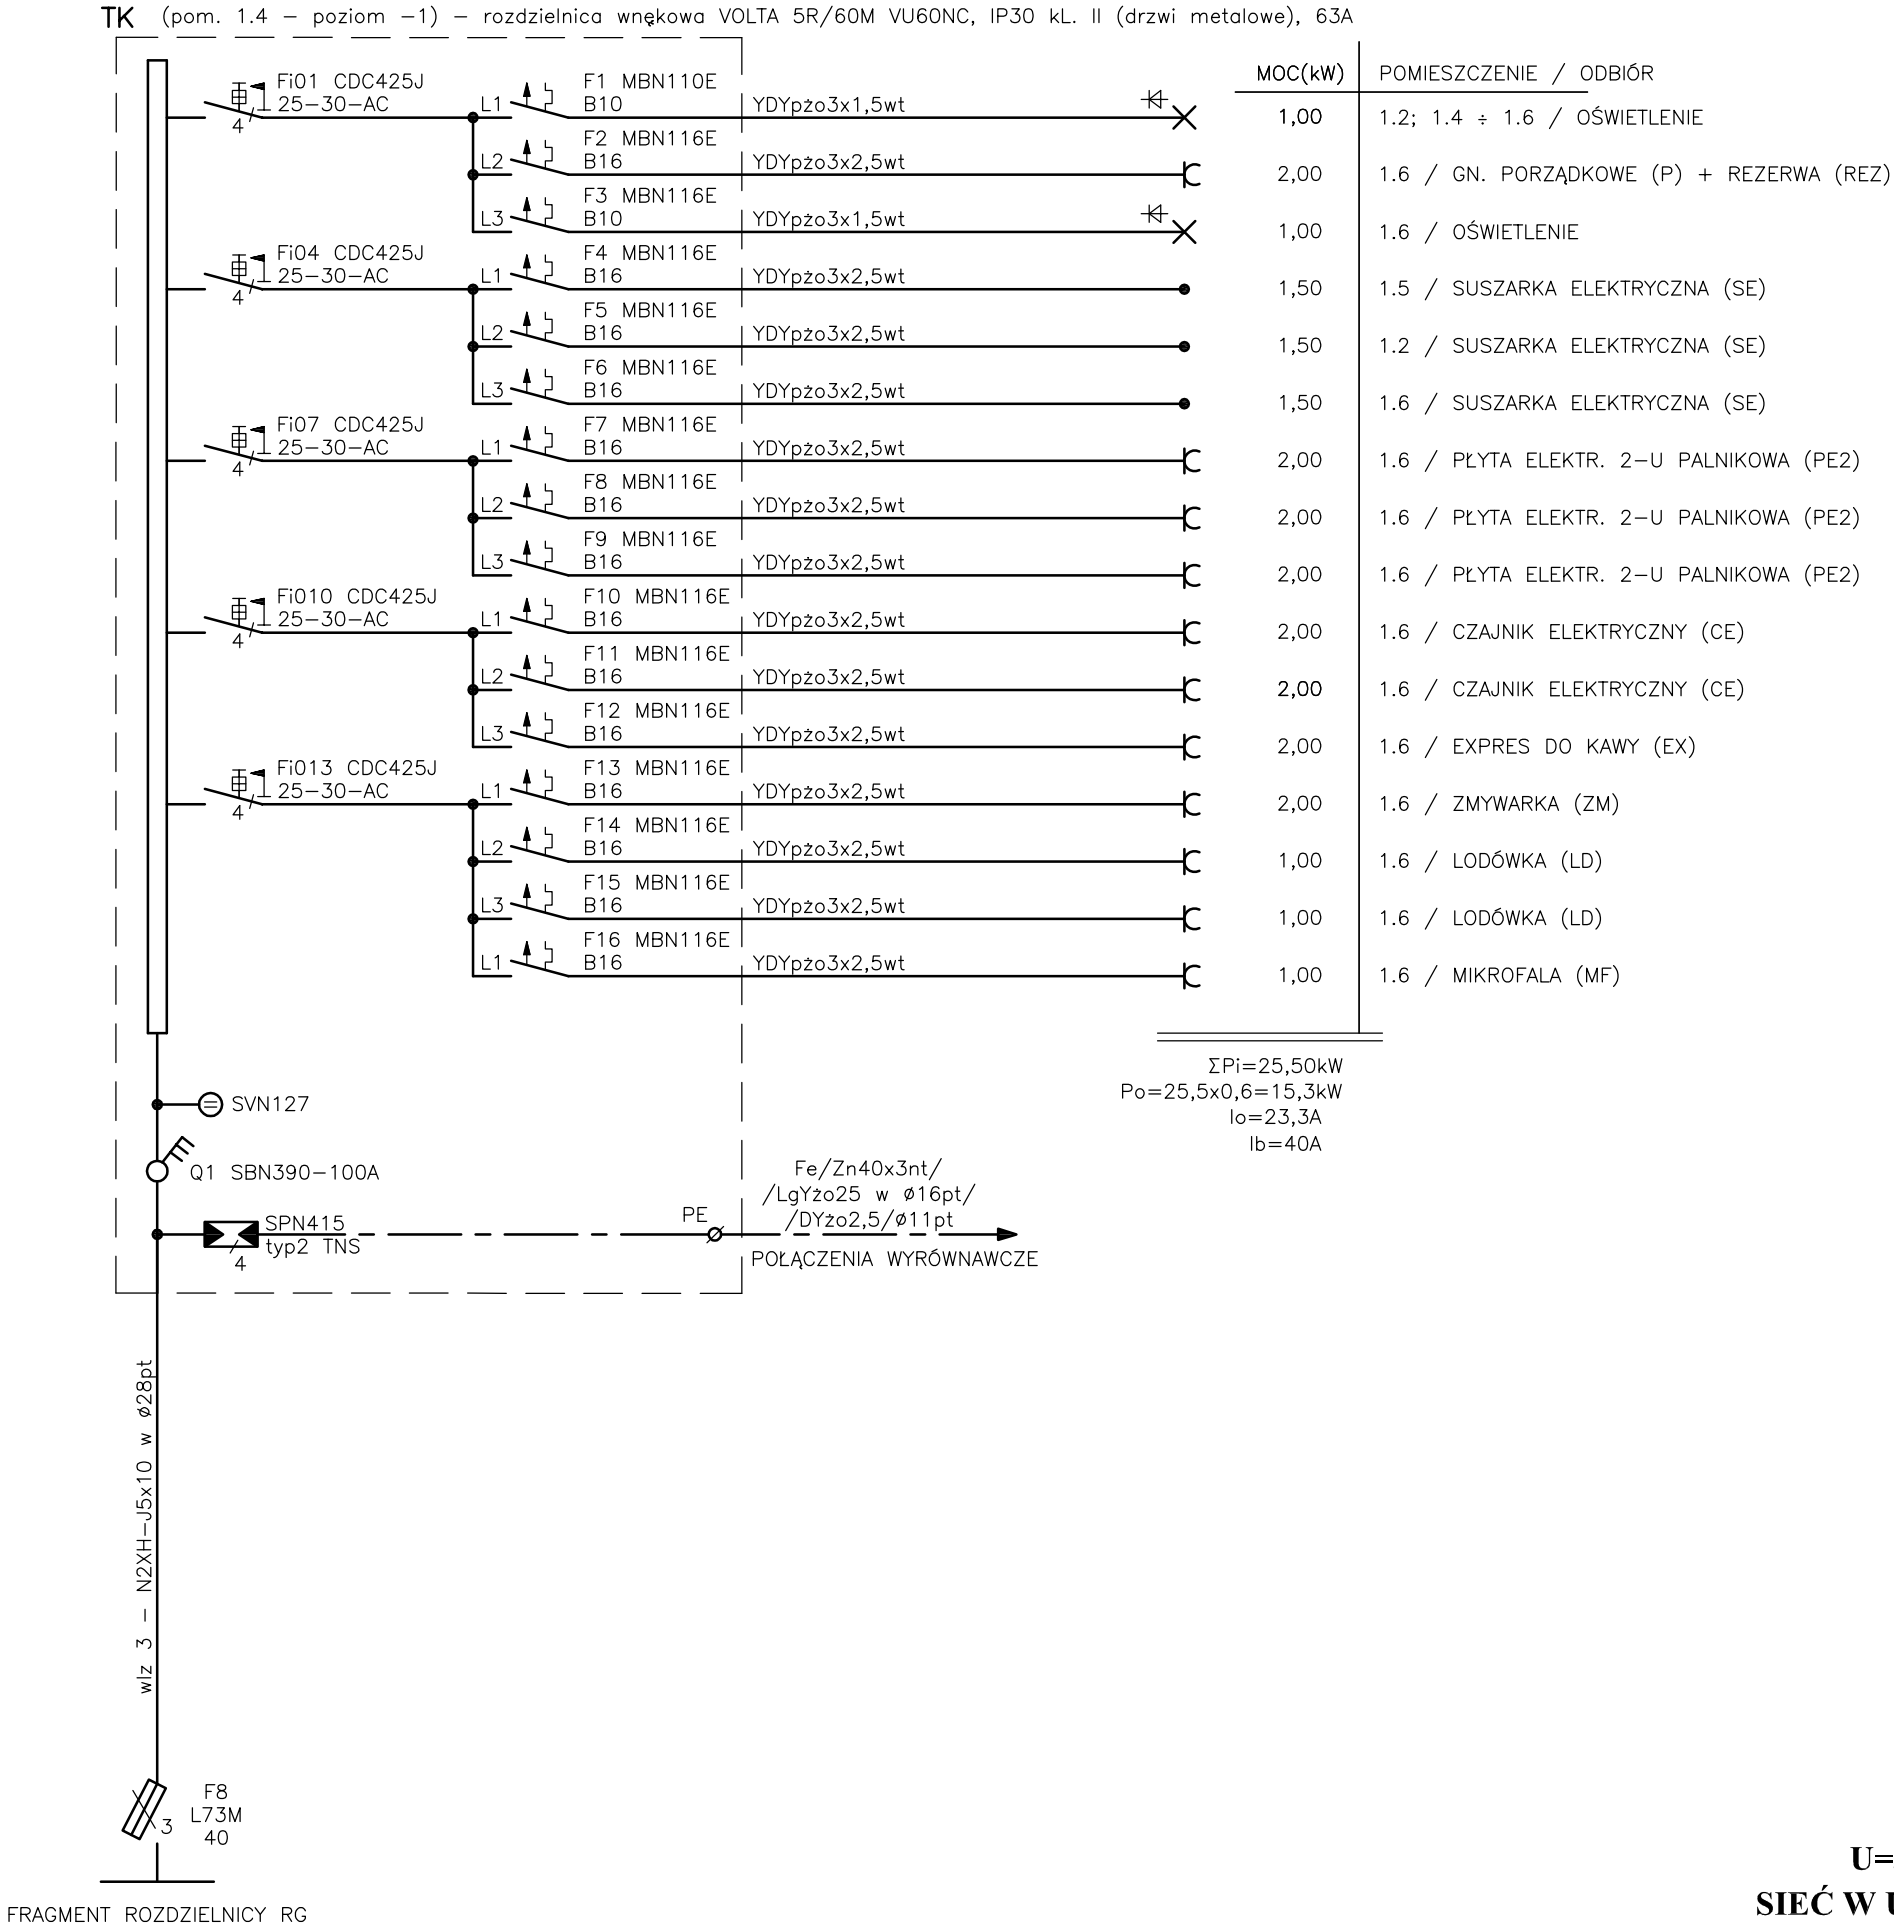 TK (pom. 1.4 – poziom –1) – rozdzielnica wnękowa VOLTA 5R/60M VU60NC, IP30 kL. II (drzwi metalowe), 63A
MOC(kW) POMIESZCZENIE / ODBIÓR
Fi01 CDC425J
25–30–AC
4
L1
F1 MBN110E
B10
YDYpżo3x1,5wt
1,00
1.2; 1.4 ÷ 1.6 / OŚWIETLENIE
L2
F2 MBN116E
B16
YDYpżo3x2,5wt
2,00
1.6 / GN. PORZĄDKOWE (P) + REZERWA (REZ)
L3
F3 MBN116E
B10
YDYpżo3x1,5wt
1,00
1.6 / OŚWIETLENIE
Fi04 CDC425J
25–30–AC
4
L1
F4 MBN116E
B16
YDYpżo3x2,5wt
1,50
1.5 / SUSZARKA ELEKTRYCZNA (SE)
L2
F5 MBN116E
B16
YDYpżo3x2,5wt
1,50
1.2 / SUSZARKA ELEKTRYCZNA (SE)
L3
F6 MBN116E
B16
YDYpżo3x2,5wt
1,50
1.6 / SUSZARKA ELEKTRYCZNA (SE)
Fi07 CDC425J
25–30–AC
4
L1
F7 MBN116E
B16
YDYpżo3x2,5wt
2,00
1.6 / PŁYTA ELEKTR. 2–U PALNIKOWA (PE2)
L2
F8 MBN116E
B16
YDYpżo3x2,5wt
2,00
1.6 / PŁYTA ELEKTR. 2–U PALNIKOWA (PE2)
L3
F9 MBN116E
B16
YDYpżo3x2,5wt
2,00
1.6 / PŁYTA ELEKTR. 2–U PALNIKOWA (PE2)
Fi010 CDC425J
25–30–AC
4
L1
F10 MBN116E
B16
YDYpżo3x2,5wt
2,00
1.6 / CZAJNIK ELEKTRYCZNY (CE)
L2
F11 MBN116E
B16
YDYpżo3x2,5wt
2,00
1.6 / CZAJNIK ELEKTRYCZNY (CE)
L3
F12 MBN116E
B16
YDYpżo3x2,5wt
2,00
1.6 / EXPRES DO KAWY (EX)
Fi013 CDC425J
25–30–AC
4
L1
F13 MBN116E
B16
YDYpżo3x2,5wt
2,00
1.6 / ZMYWARKA (ZM)
L2
F14 MBN116E
B16
YDYpżo3x2,5wt
1,00
1.6 / LODÓWKA (LD)
L3
F15 MBN116E
B16
YDYpżo3x2,5wt
1,00
1.6 / LODÓWKA (LD)
L1
F16 MBN116E
B16
YDYpżo3x2,5wt
1,00
1.6 / MIKROFALA (MF)
ΣPi=25,50kW
Po=25,5x0,6=15,3kW
Io=23,3A
Ib=40A
SVN127
Q1 SBN390–100A
SPN415
typ2 TNS
4
PE
Fe/Zn40x3nt/
/LgYżo25 w ø16pt/
/DYżo2,5/ø11pt
POŁĄCZENIA WYRÓWNAWCZE
wlz 3 – N2XH–J5x10 w ø28pt
3
F8
L73M
40
FRAGMENT ROZDZIELNICY RG
U=
SIEĆ W